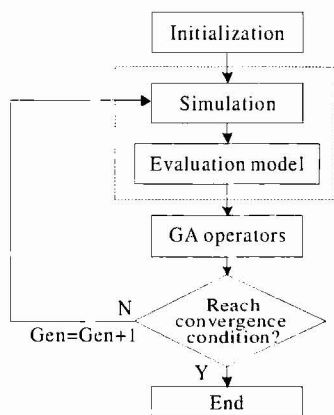 Initialization
Simulation
Evaluation model
GA operators
N
Reach
convergence
condition?
Gen=Gen+1
Y
End